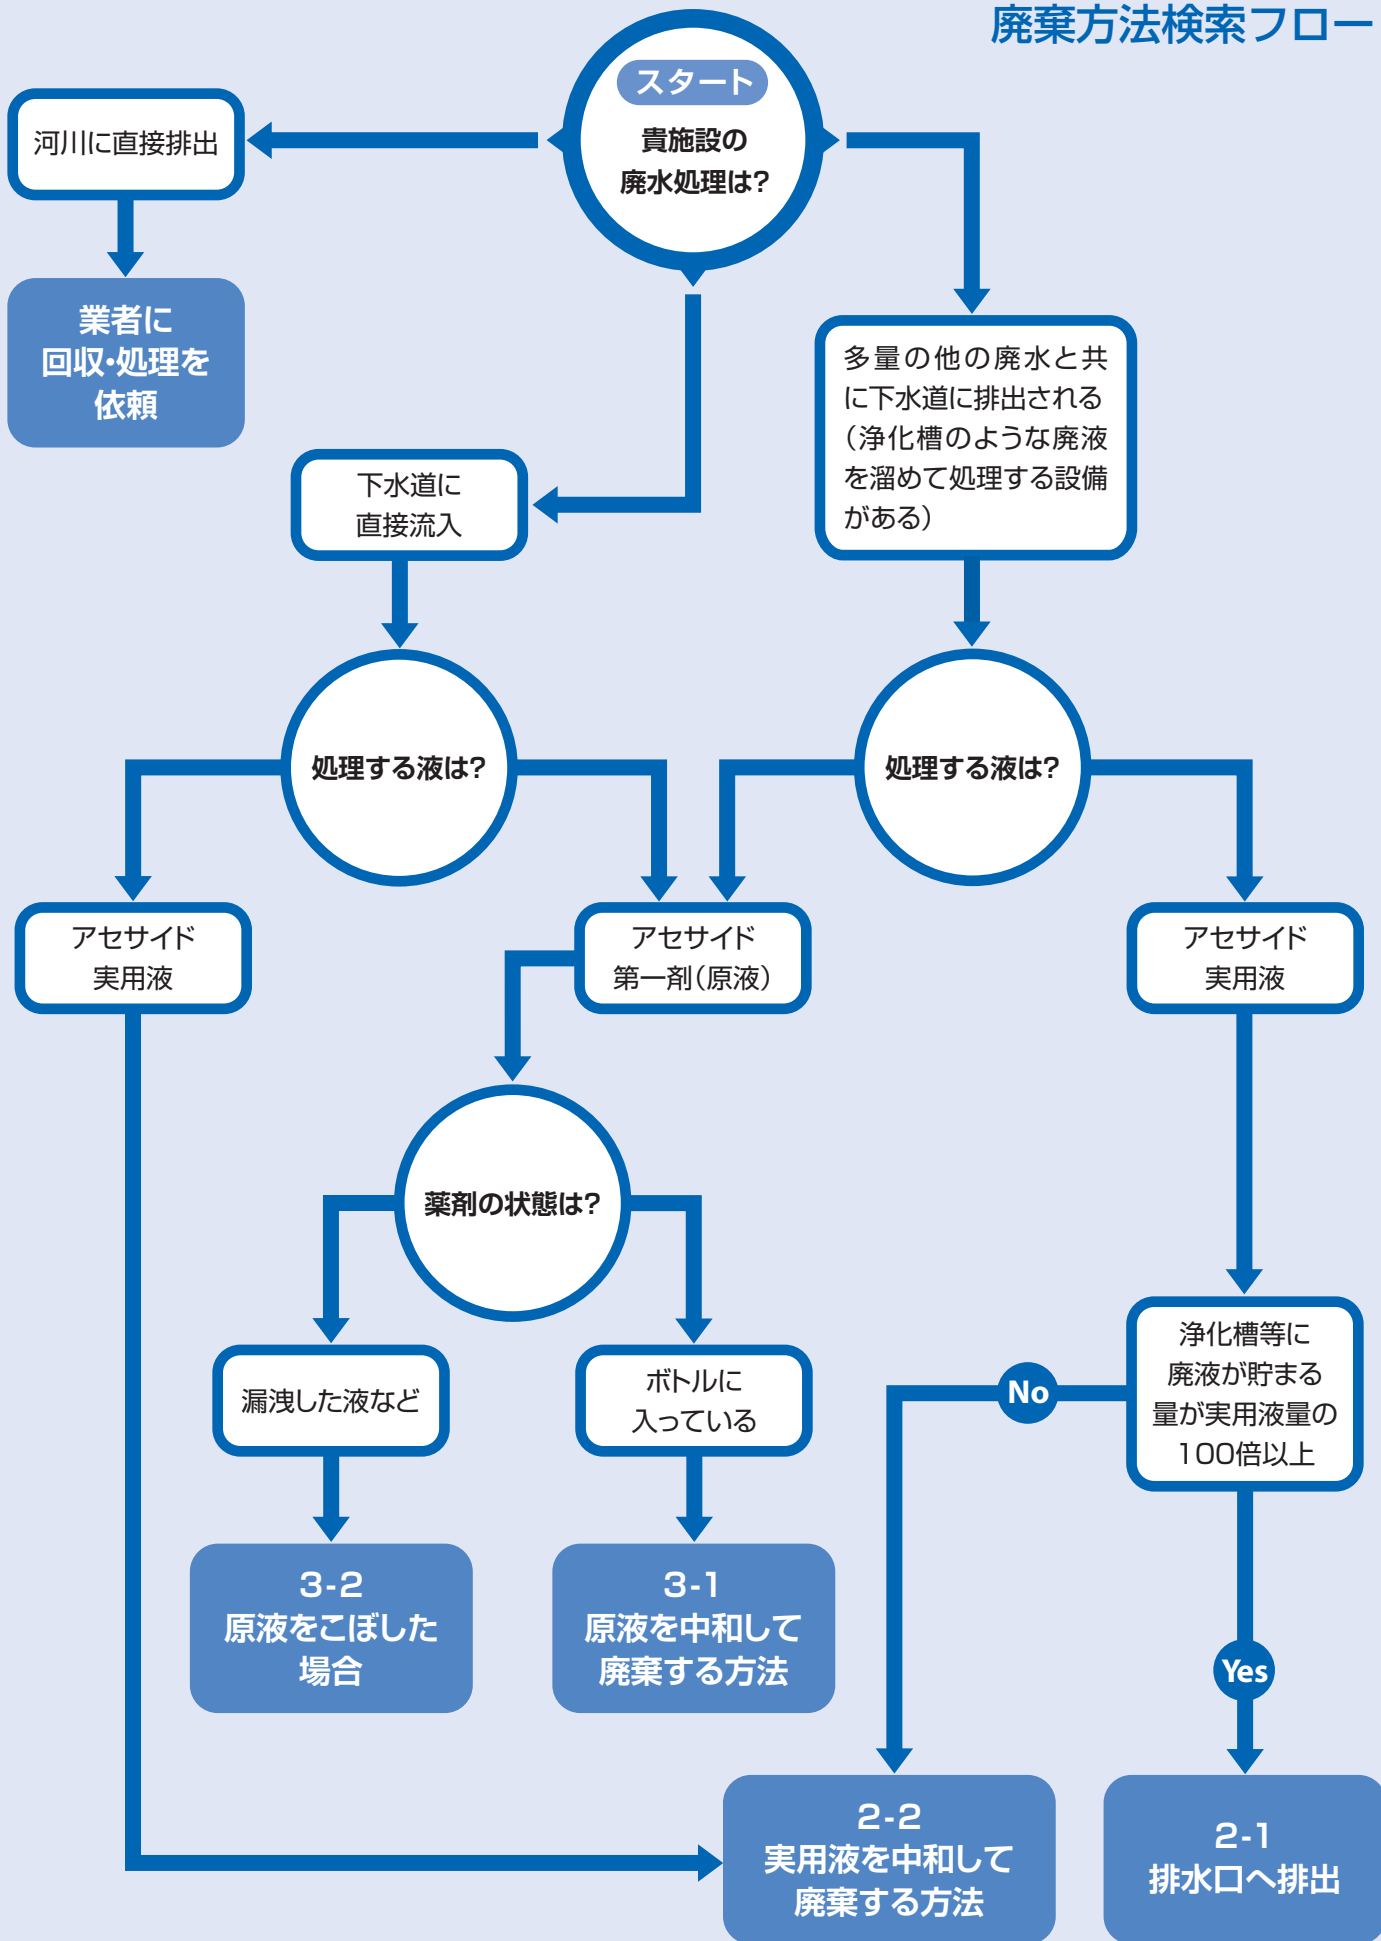 廃棄方法検索フロー
スタート
貴施設の
廃水処理は?
河川に直接排出
業者に
回収・処理を
依頼
多量の他の廃水と共
に下水道に排出される
(浄化槽のような廃液
を溜めて処理する設備
がある)
下水道に
直接流入
処理する液は?
処理する液は?
アセサイド
実用液
アセサイド
第一剤(原液)
アセサイド
実用液
薬剤の状態は?
漏洩した液など
ボトルに
入っている
浄化槽等に
廃液が貯まる
量が実用液量の
100倍以上
No
Yes
3-2
原液をこぼした
場合
3-1
原液を中和して
廃棄する方法
2-2
実用液を中和して
廃棄する方法
2-1
排水口へ排出